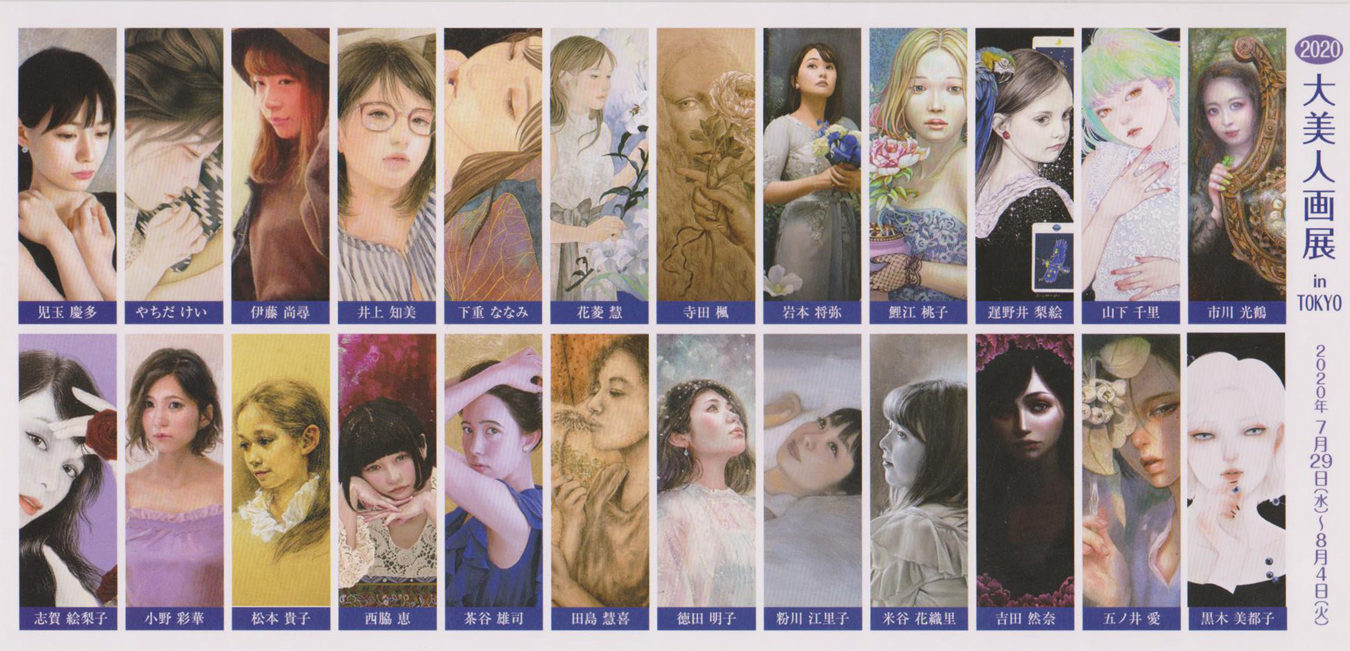 2020
大美人画展
in
TOKYO
2020年 7月29日(水)~8月4日(火)
児玉 慶多
やちだ けい
伊藤 尚尋
井上 知美
下重 ななみ
花菱 慧
寺田 楓
岩本 将弥
鯉江 桃子
遅野井 梨絵
山下 千里
市川 光鶴
志賀 絵梨子
小野 彩華
松本 貴子
西脇 恵
茶谷 雄司
田島 慧喜
徳田 明子
粉川 江里子
米谷 花織里
吉田 然奈
五ノ井 愛
黒木 美都子